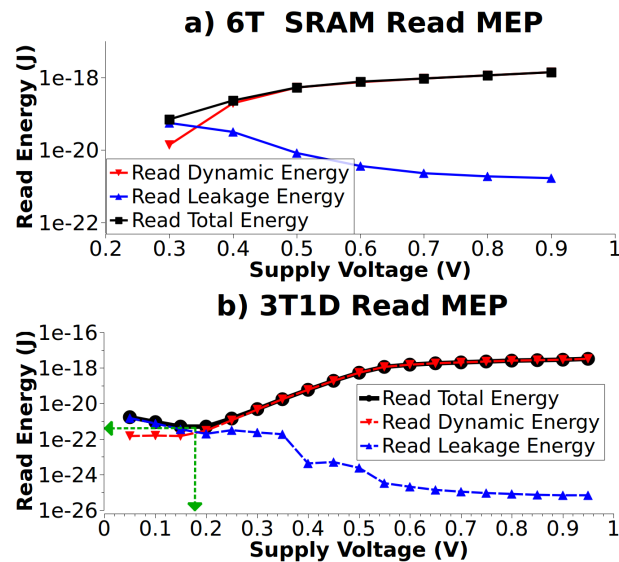 a) 6T  SRAM Read MEP
Read Energy (J)
1e-18
1e-20
1e-22
Read Dynamic Energy
Read Leakage Energy
Read Total Energy
0.2 0.3 0.4 0.5 0.6 0.7 0.8 0.9 1
Supply Voltage (V)
b) 3T1D Read MEP
Read Energy (J)
1e-16
1e-18
1e-20
1e-22
1e-24
1e-26
Read Total Energy
Read Dynamic Energy
Read Leakage Energy
0 0.1 0.2 0.3 0.4 0.5 0.6 0.7 0.8 0.9 1
Supply Voltage (V)